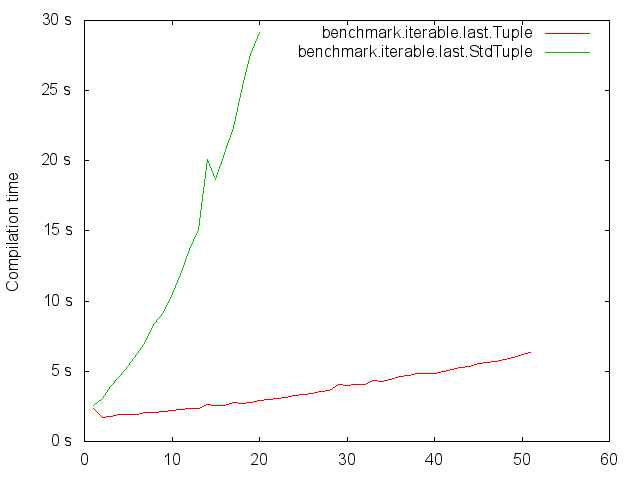 30 s
25 s
20 s
15 s
10 s
5 s
0 s
Compilation time
benchmark.iterable.last.Tuple
benchmark.iterable.last.StdTuple
0 10 20 30 40 50 60